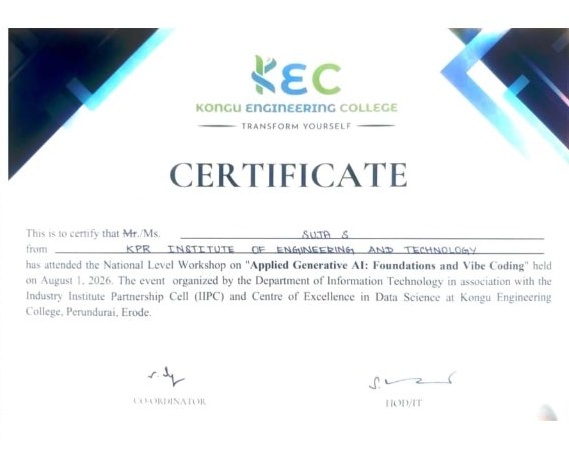 KEC
KONGU ENGINEERING COLLEGE
TRANSFORM YOURSELF
CERTIFICATE
This is to certify that Mr./Ms. SUJA S
from KPR INSTITUTE OF ENGINEERING AND TECHNOLOGY
has attended the National Level Workshop on "Applied Generative AI: Foundations and Vibe Coding" held
on August 1, 2026. The event organized by the Department of Information Technology in association with the
Industry Institute Partnership Cell (IIPC) and Centre of Excellence in Data Science at Kongu Engineering
College, Perundurai, Erode.
CO-ORDINATOR
HOD/IT